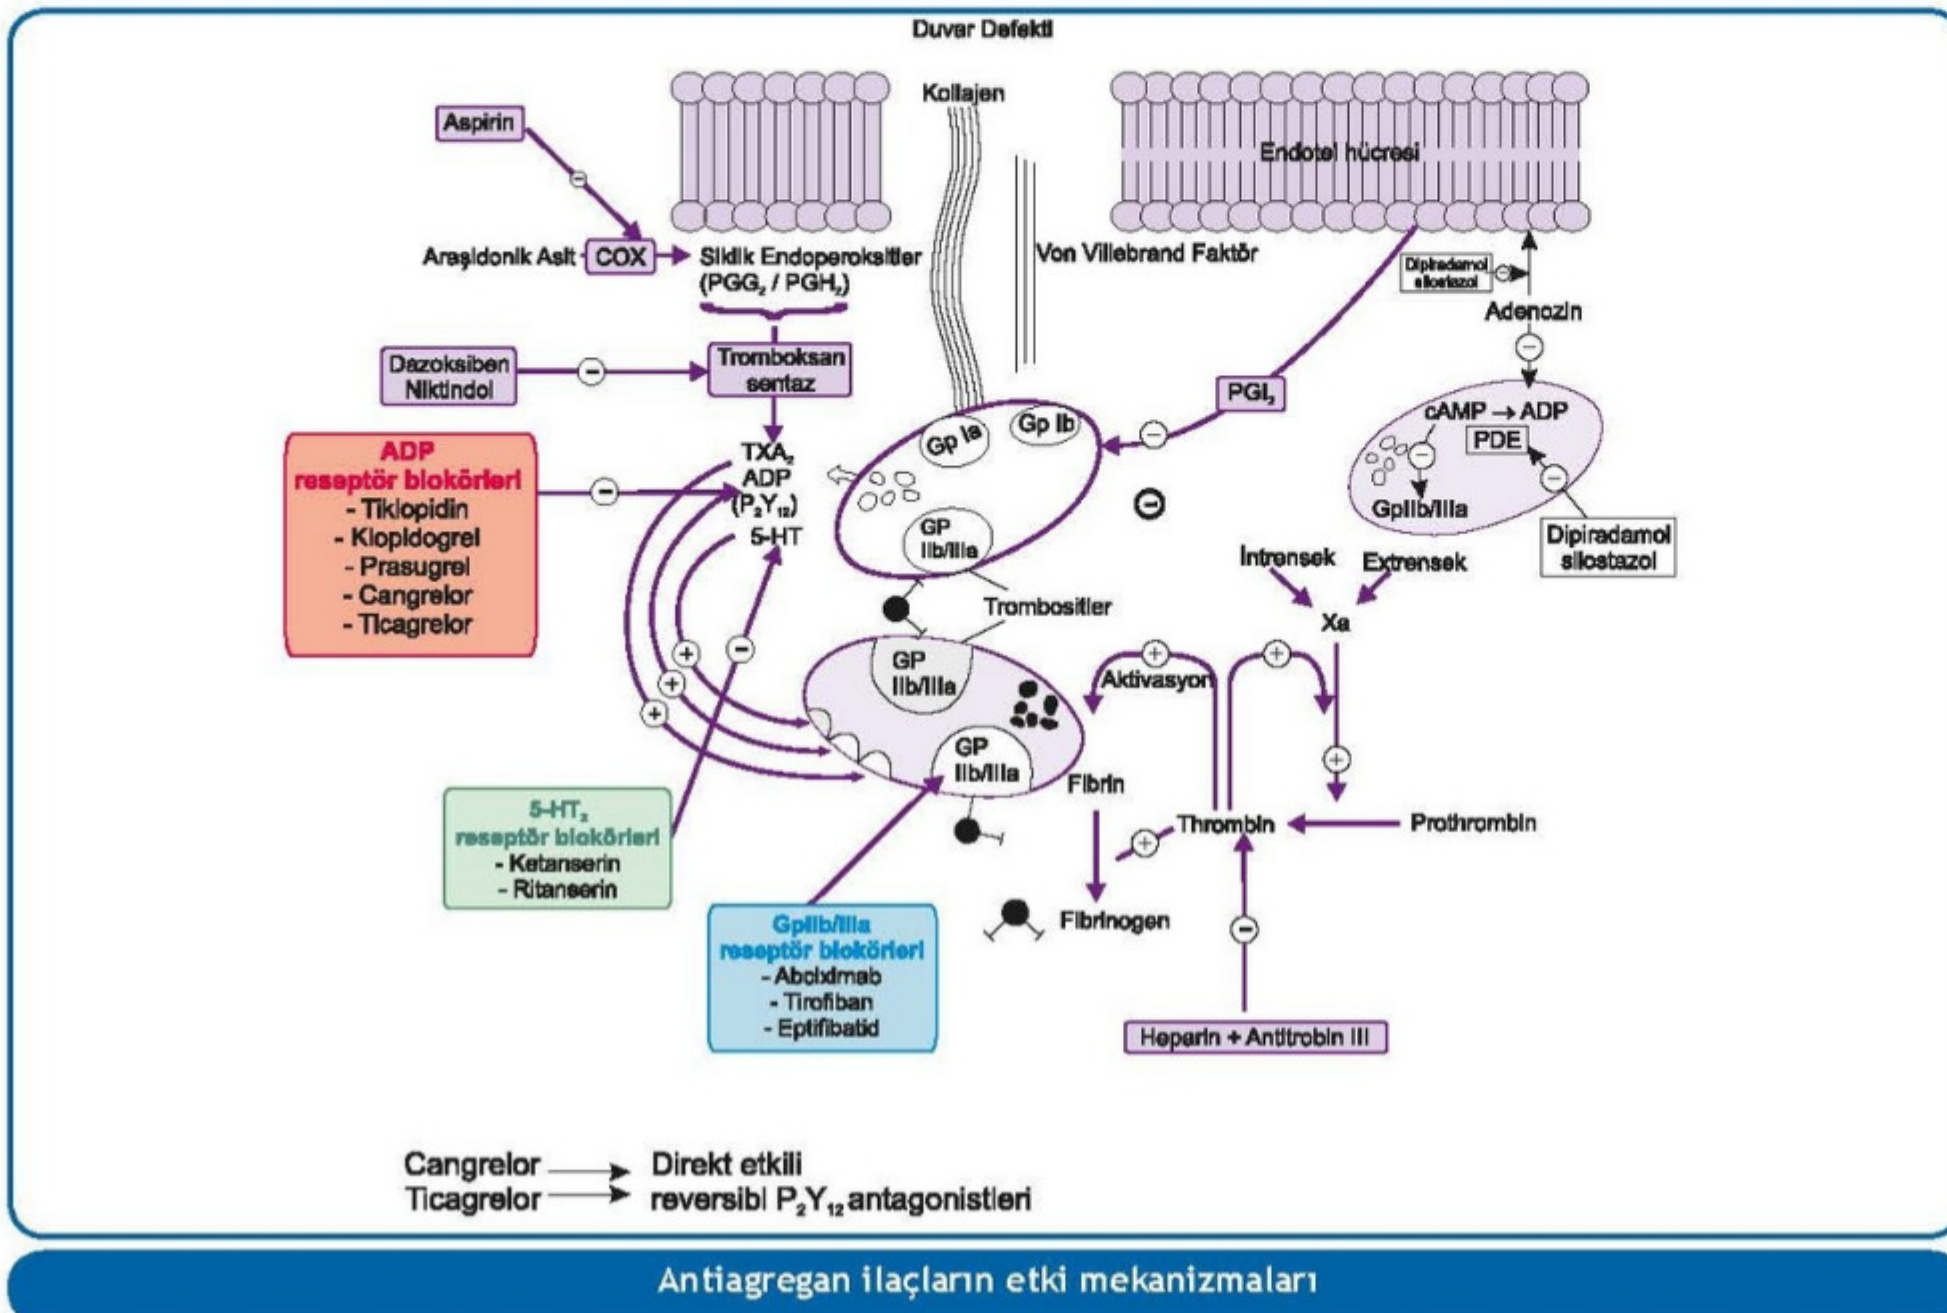 Duvar Defekti
Kollajen
Aspirin
Endotel hücresi
Araşidonik Asit
COX
Siklik Endoperoksitler
(PGG₂ / PGH₂)
Von Villebrand Faktör
Dipiradamol
silostazol
Adenozin
Dazoksiben
Niktindol
Tromboksan
sentaz
PGI₂
cAMP → ADP
PDE
GpIIb/IIIa
Dipiradamol
silostazol
Gp Ia
Gp Ib
GP
IIb/IIIa
TXA₂
ADP
(P₂Y₁₂)
5-HT
ADP
reseptör blokörleri
- Tiklopidin
- Klopidogrel
- Prasugrel
- Cangrelor
- Ticagrelor
Trombositler
İntrensek
Extrensek
Xa
GP
IIb/IIIa
GP
IIb/IIIa
Aktivasyon
Fibrin
Thrombin
Prothrombin
Fibrinogen
5-HT₂
reseptör blokörleri
- Ketanserin
- Ritanserin
GpIIb/IIIa
reseptör blokörleri
- Abciximab
- Tirofiban
- Eptifibatid
Heparin + Antitrobin III
Cangrelor → Direkt etkili
Ticagrelor → reversibl P₂Y₁₂ antagonistleri
Antiagregan ilaçların etki mekanizmaları